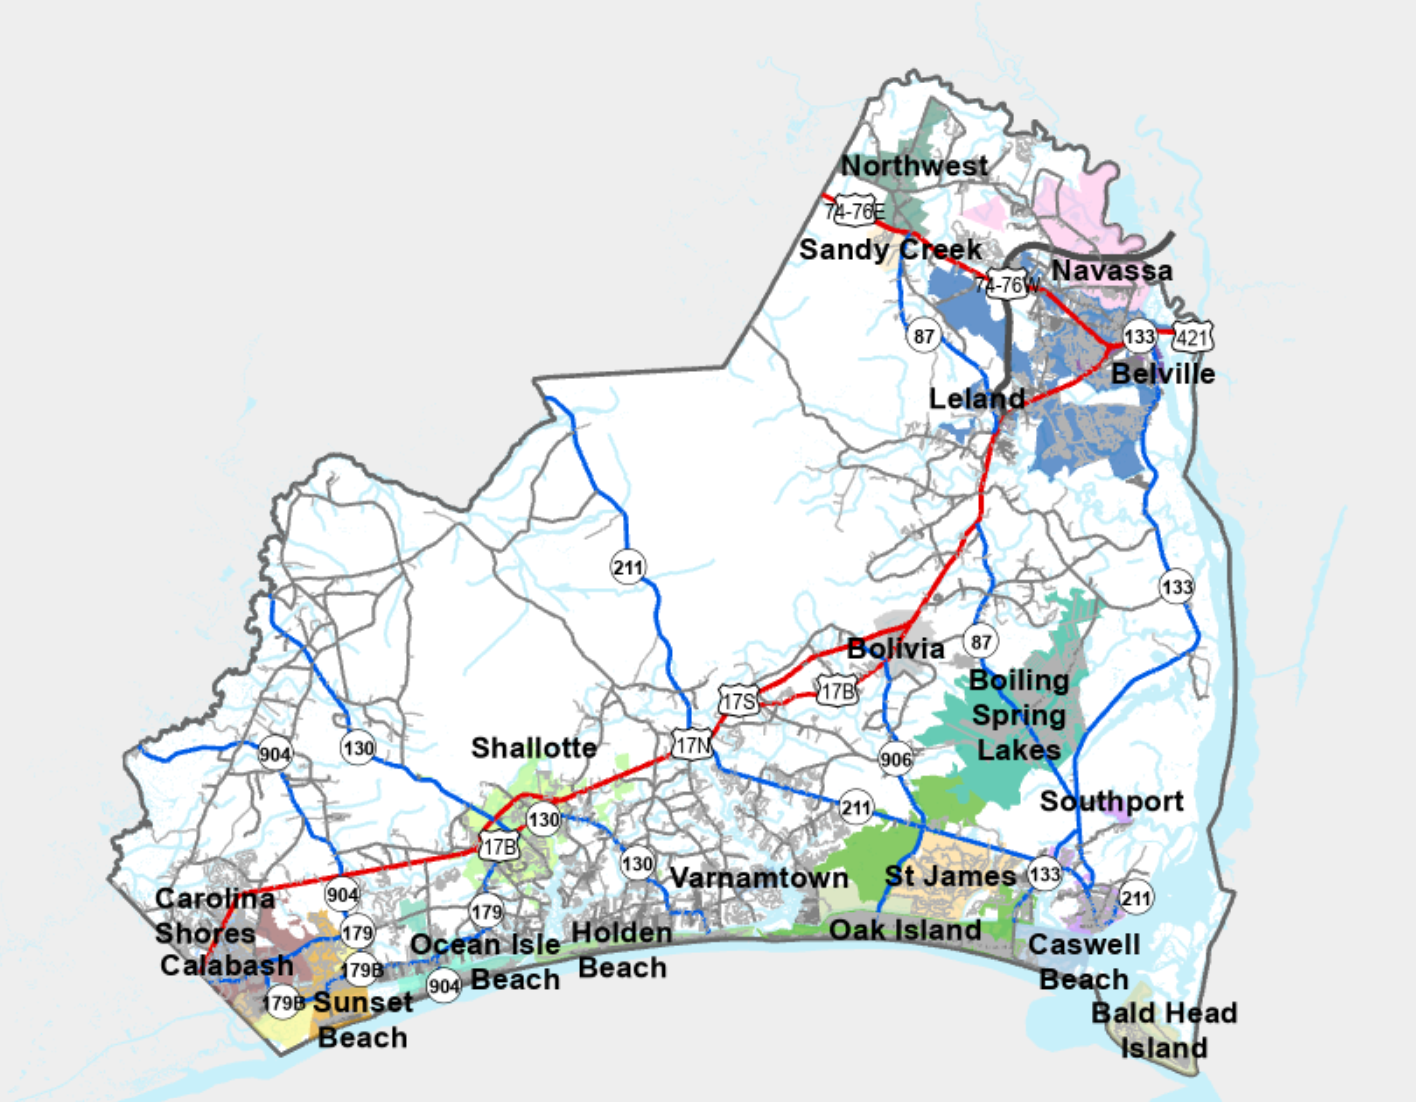 Northwest
74-76E
Sandy Creek
Navassa
74-76W
87
133
421
Belville
Leland
211
133
Bolivia
87
Boiling
Spring
Lakes
17S
17B
17N
Shallotte
904
130
906
211
Southport
130
17B
130
Varnamtown
St James
133
211
904
Carolina
Shores
179
179
Calabash
179B
Ocean Isle
Beach
904
Holden
Beach
Oak Island
Caswell
Beach
179B
Sunset
Beach
Bald Head
Island